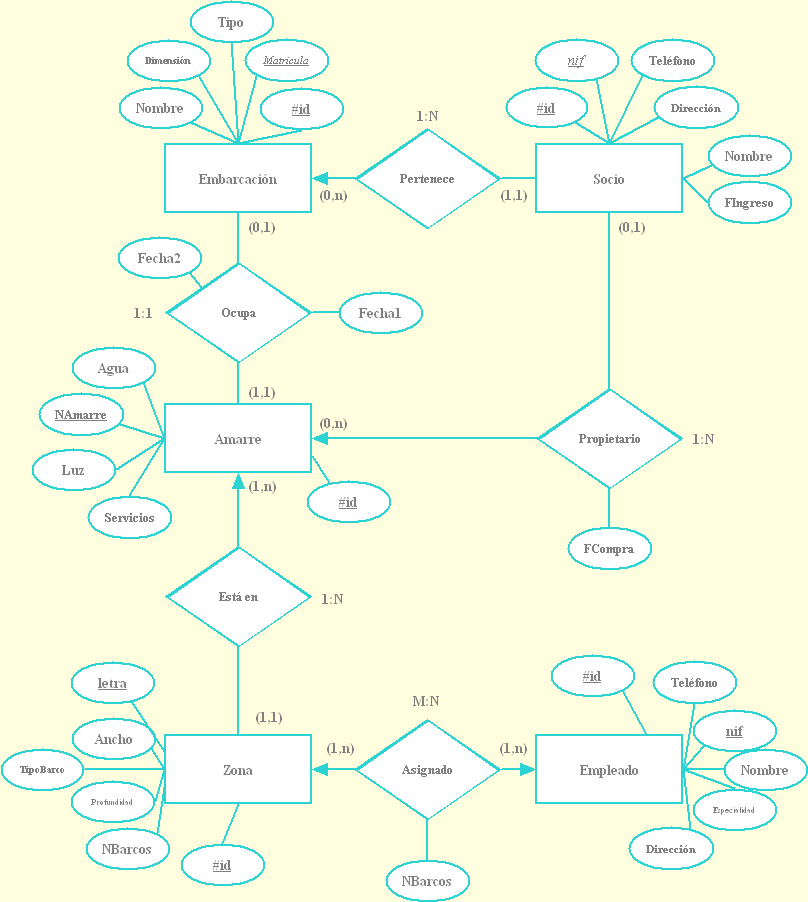 Tipo
Dimensión
Matricula
Nombre
#id
nif
Teléfono
#id
Dirección
1:N
Nombre
Embarcación
Pertenece
Socio
(0,n)
(1,1)
FIngreso
(0,1)
(0,1)
Fecha2
1:1
Ocupa
Fecha1
Agua
(1,1)
NAmarre
(0,n)
Amarre
Propietario
1:N
Luz
(1,n)
#id
Servicios
FCompra
Está en
1:N
letra
#id
Teléfono
M:N
(1,1)
nif
Ancho
(1,n)
(1,n)
TipoBarco
Zona
Asignado
Empleado
Nombre
Profundidad
Especialidad
NBarcos
Dirección
#id
NBarcos